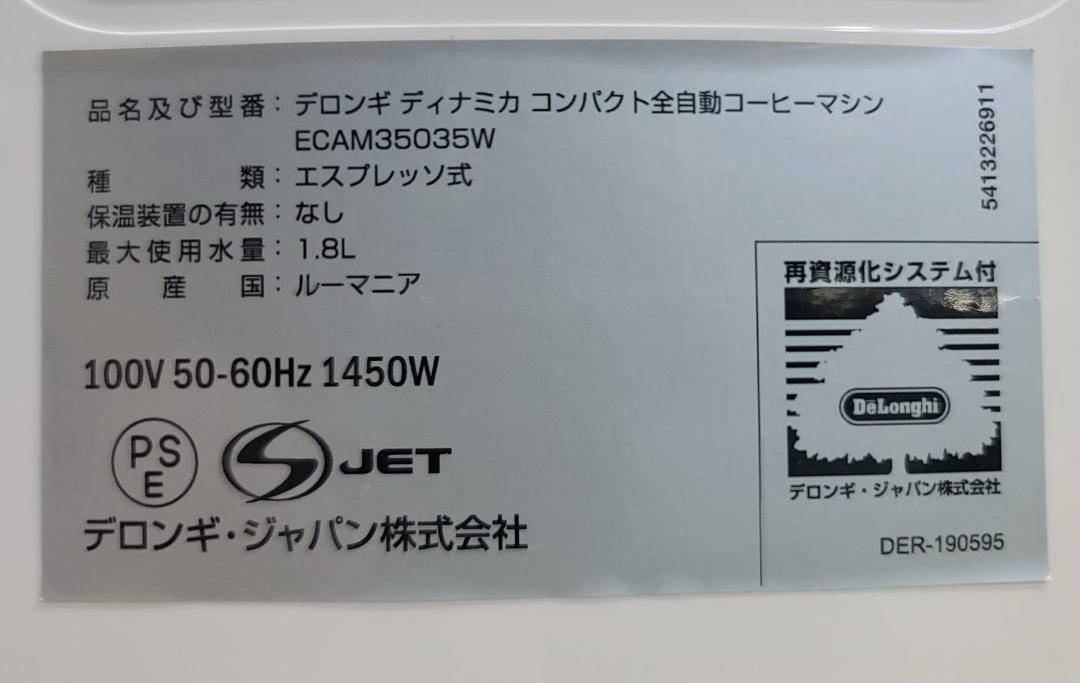 品名及び型番：デロンギ ディナミカ コンパクト全自動コーヒーマシン
ECAM35035W
種類：エスプレッソ式
保温装置の有無：なし
最大使用水量：1.8L
原産国：ルーマニア
100V 50-60Hz 1450W
PSE
S JET
デロンギ・ジャパン株式会社
5413226911
再資源化システム付
DeLonghi
デロンギ・ジャパン株式会社
DER-190595